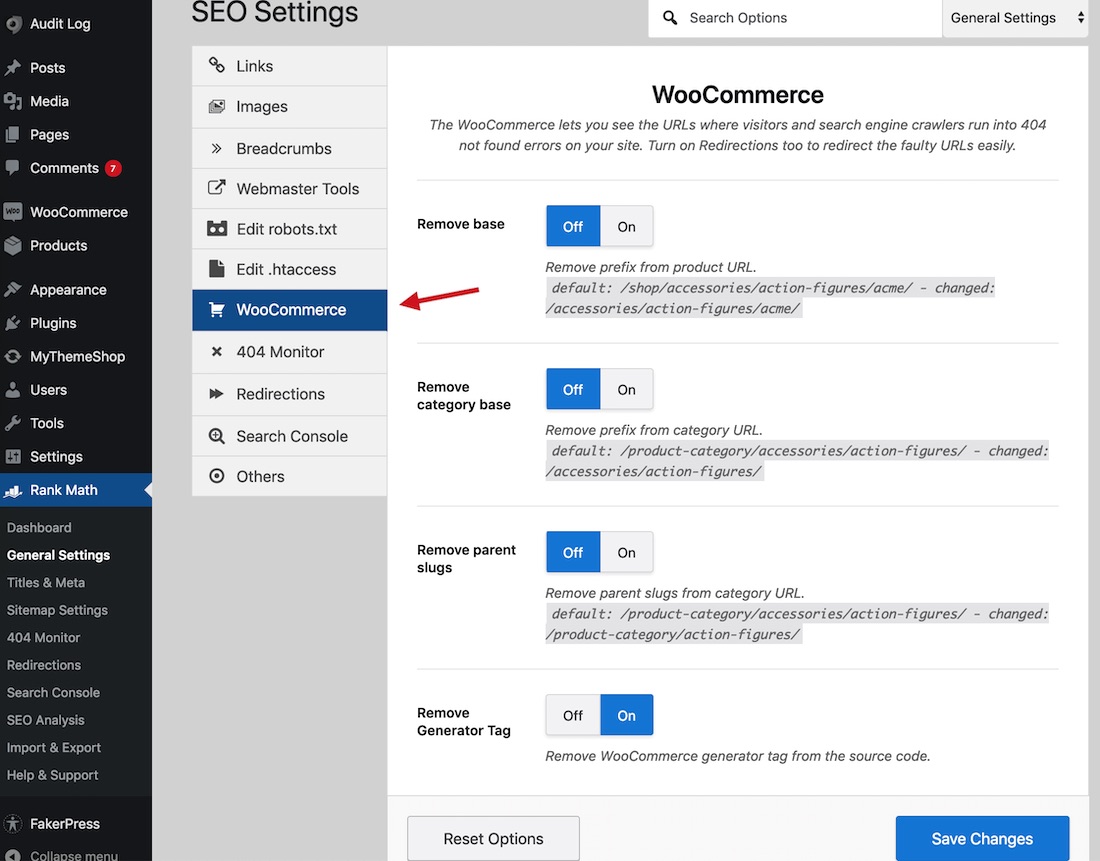 Audit Log
Posts
Media
Pages
Comments 7
WOO WooCommerce
Products
Appearance
Plugins
MyThemeShop
Users
Tools
Settings
Rank Math
Dashboard
General Settings
Titles & Meta
Sitemap Settings
404 Monitor
Redirections
Search Console
SEO Analysis
Import & Export
Help & Support
FakerPress
Collapse menu
SEO Settings
Search Options
General Settings
Links
Images
Breadcrumbs
Webmaster Tools
Edit robots.txt
Edit .htaccess
WooCommerce
404 Monitor
Redirections
Search Console
Others
WooCommerce
The WooCommerce lets you see the URLs where visitors and search engine crawlers run into 404
not found errors on your site. Turn on Redirections too to redirect the faulty URLs easily.
Remove base
Off On
Remove prefix from product URL.
default: /shop/accessories/action-figures/acme/ - changed:
/accessories/action-figures/acme/
Remove
category base
Off On
Remove prefix from category URL.
default: /product-category/accessories/action-figures/ - changed:
/accessories/action-figures/
Remove parent
slugs
Off On
Remove parent slugs from category URL.
default: /product-category/accessories/action-figures/ - changed:
/product-category/action-figures/
Remove
Generator Tag
Off On
Remove WooCommerce generator tag from the source code.
Reset Options
Save Changes